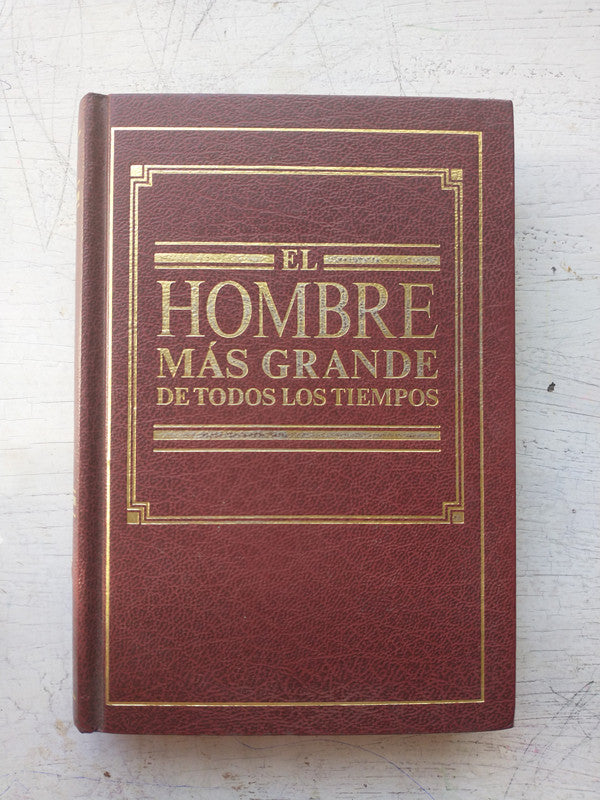 EL
HOMBRE
MÁS GRANDE
DE TODOS LOS TIEMPOS